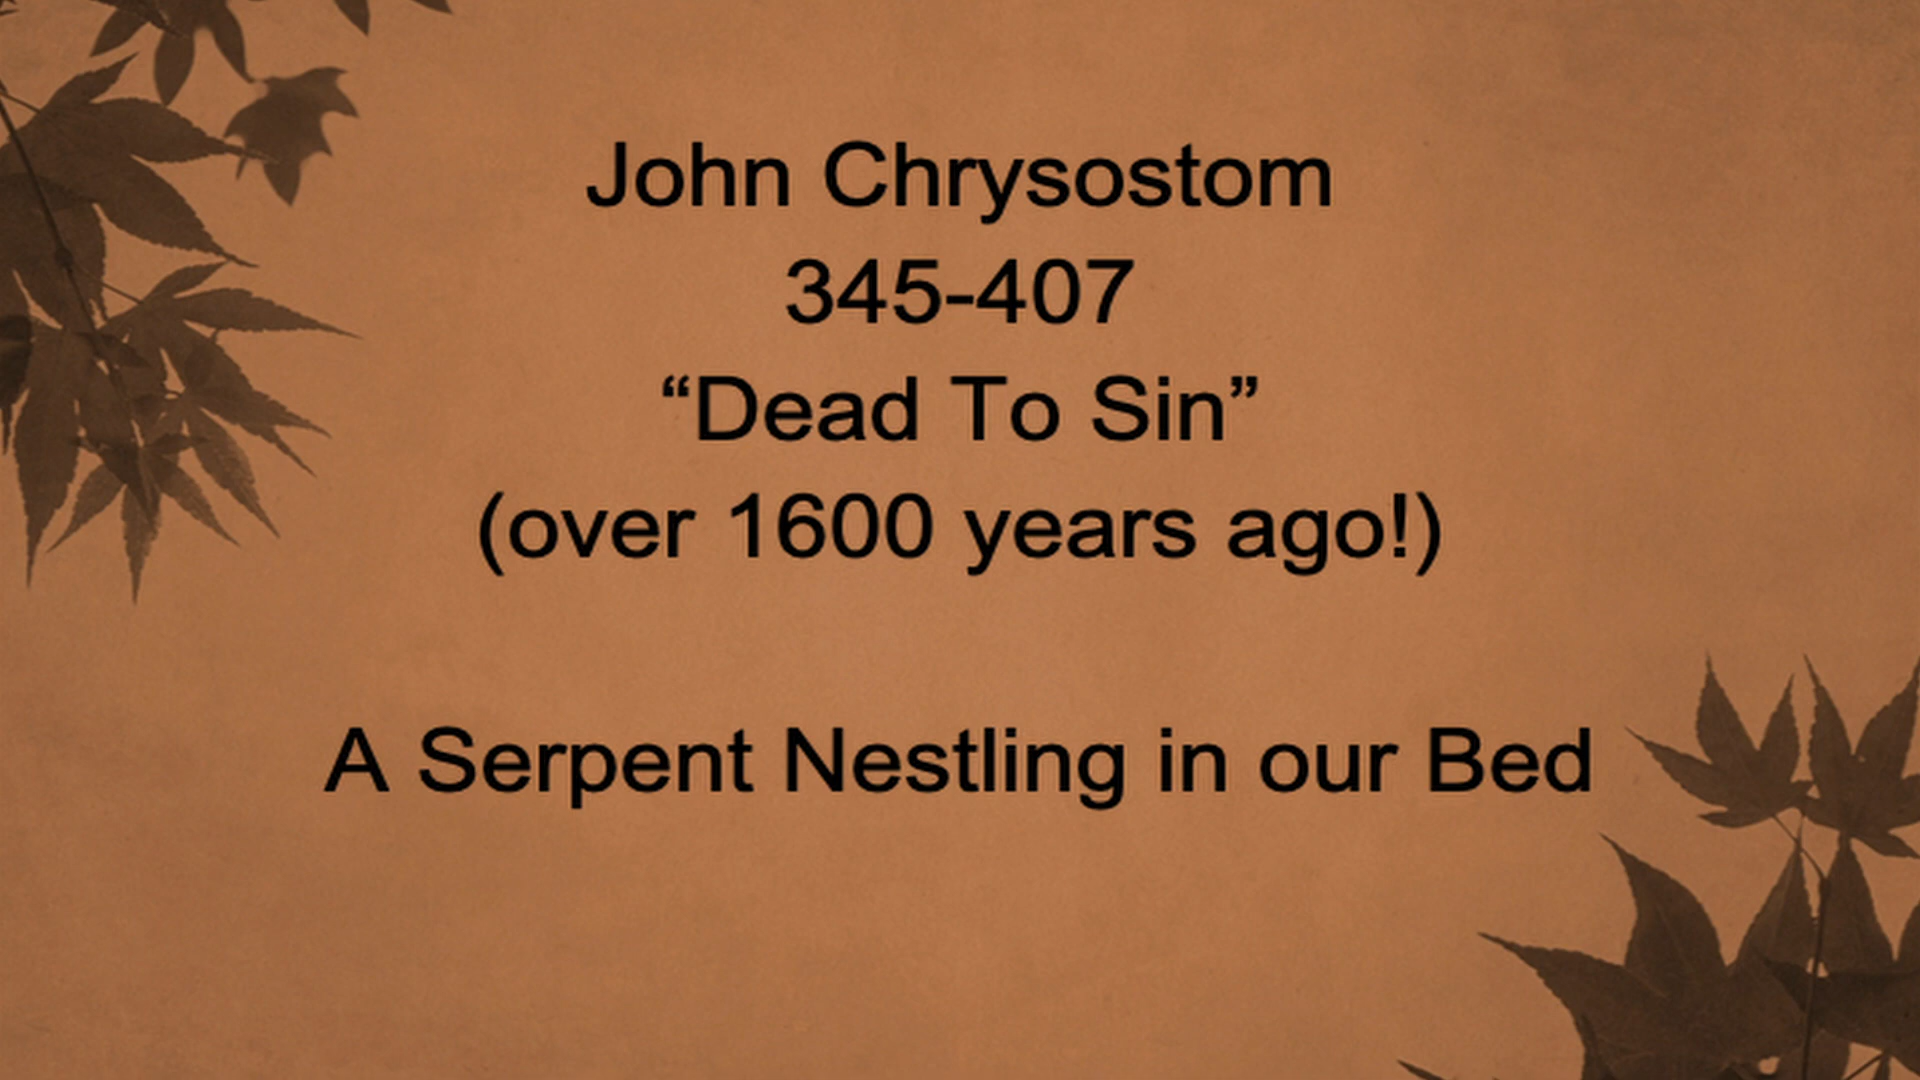 John Chrysostom
345-407
“Dead To Sin”
(over 1600 years ago!)
A Serpent Nestling in our Bed